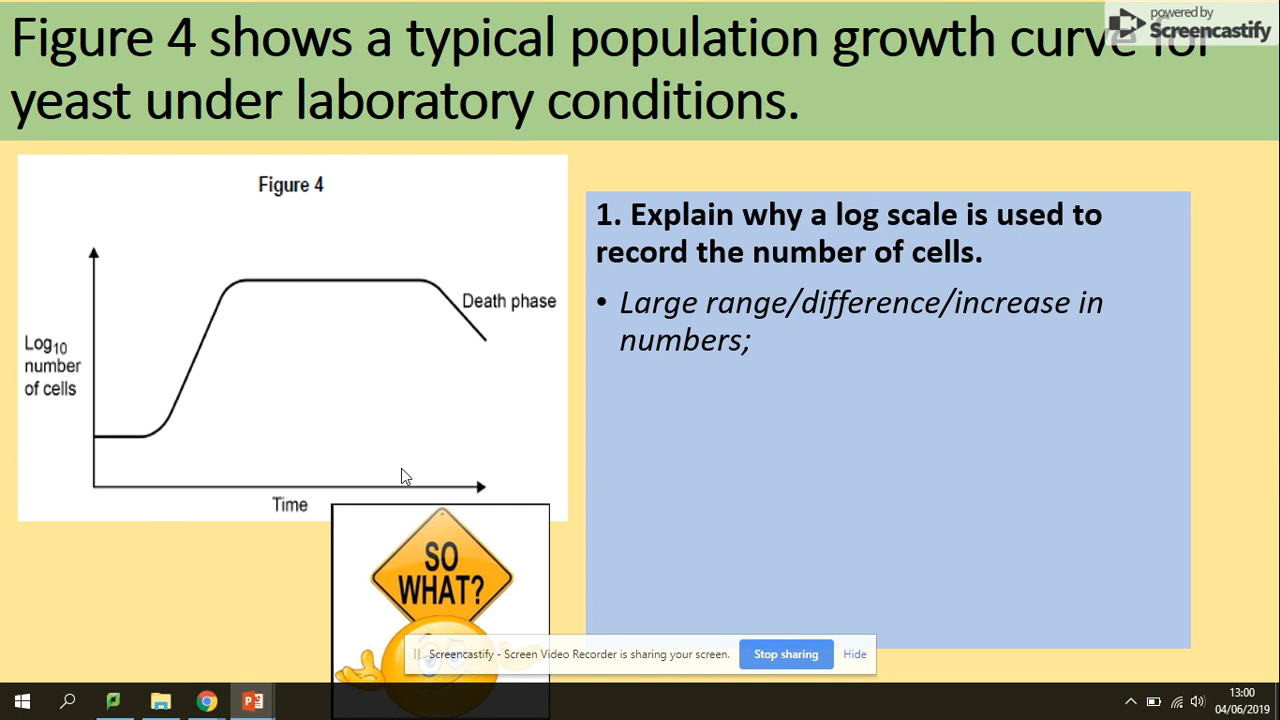 Figure 4 shows a typical population growth curve for
yeast under laboratory conditions.
powered by
Screencastify
Figure 4
Death phase
Log10
number
of cells
Time
1. Explain why a log scale is used to
record the number of cells.
• Large range/difference/increase in
numbers;
SO
WHAT?
Screencastify - Screen Video Recorder is sharing your screen.
Stop sharing
Hide
13:00
04/06/2019